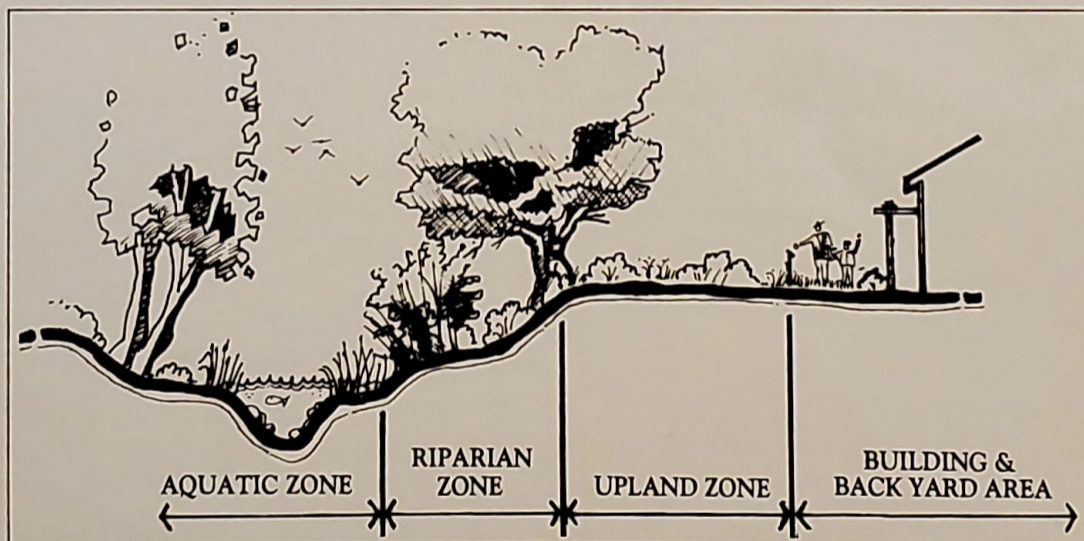 AQUATIC ZONE
RIPARIAN
ZONE
UPLAND ZONE
BUILDING &
BACK YARD AREA